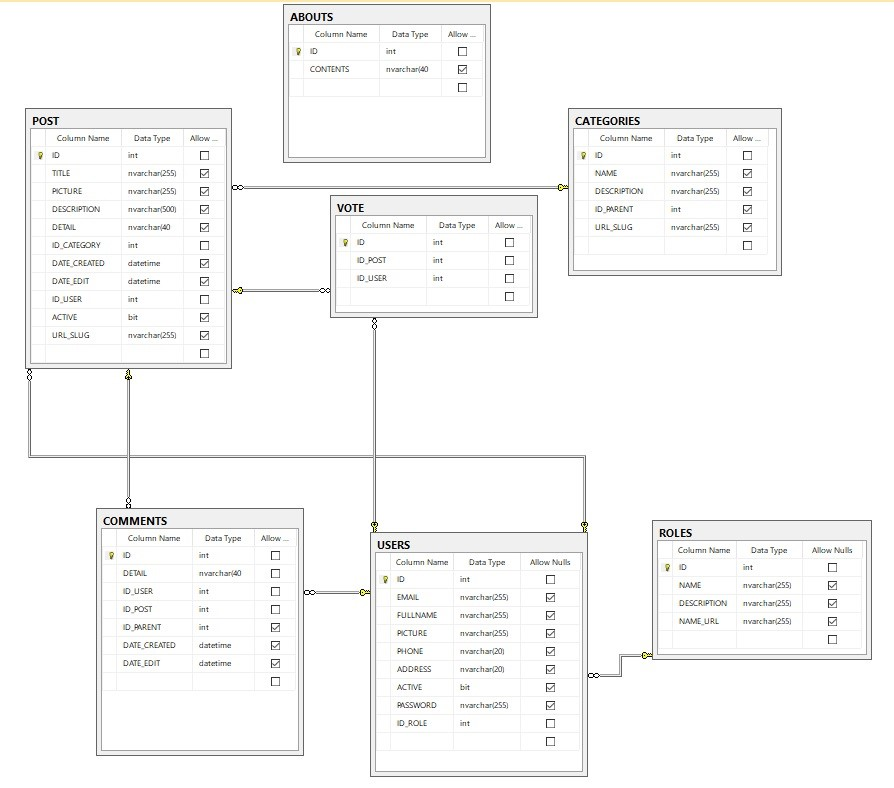 ABOUTS
Column Name Data Type Allow ...
ID int
CONTENTS nvarchar(40
POST
Column Name Data Type Allow ...
ID int
TITLE nvarchar(255)
PICTURE nvarchar(255)
DESCRIPTION nvarchar(500)
DETAIL nvarchar(40
ID_CATEGORY int
DATE_CREATED datetime
DATE_EDIT datetime
ID_USER int
ACTIVE bit
URL_SLUG nvarchar(255)
CATEGORIES
Column Name Data Type Allow ...
ID int
NAME nvarchar(255)
DESCRIPTION nvarchar(255)
ID_PARENT int
URL_SLUG nvarchar(255)
VOTE
Column Name Data Type Allow ...
ID int
ID_POST int
ID_USER int
COMMENTS
Column Name Data Type Allow ...
ID int
DETAIL nvarchar(40
ID_USER int
ID_POST int
ID_PARENT int
DATE_CREATED datetime
DATE_EDIT datetime
USERS
Column Name Data Type Allow Nulls
ID int
EMAIL nvarchar(255)
FULLNAME nvarchar(255)
PICTURE nvarchar(255)
PHONE nvarchar(20)
ADDRESS nvarchar(20)
ACTIVE bit
PASSWORD nvarchar(255)
ID_ROLE int
ROLES
Column Name Data Type Allow Nulls
ID int
NAME nvarchar(255)
DESCRIPTION nvarchar(255)
NAME_URL nvarchar(255)